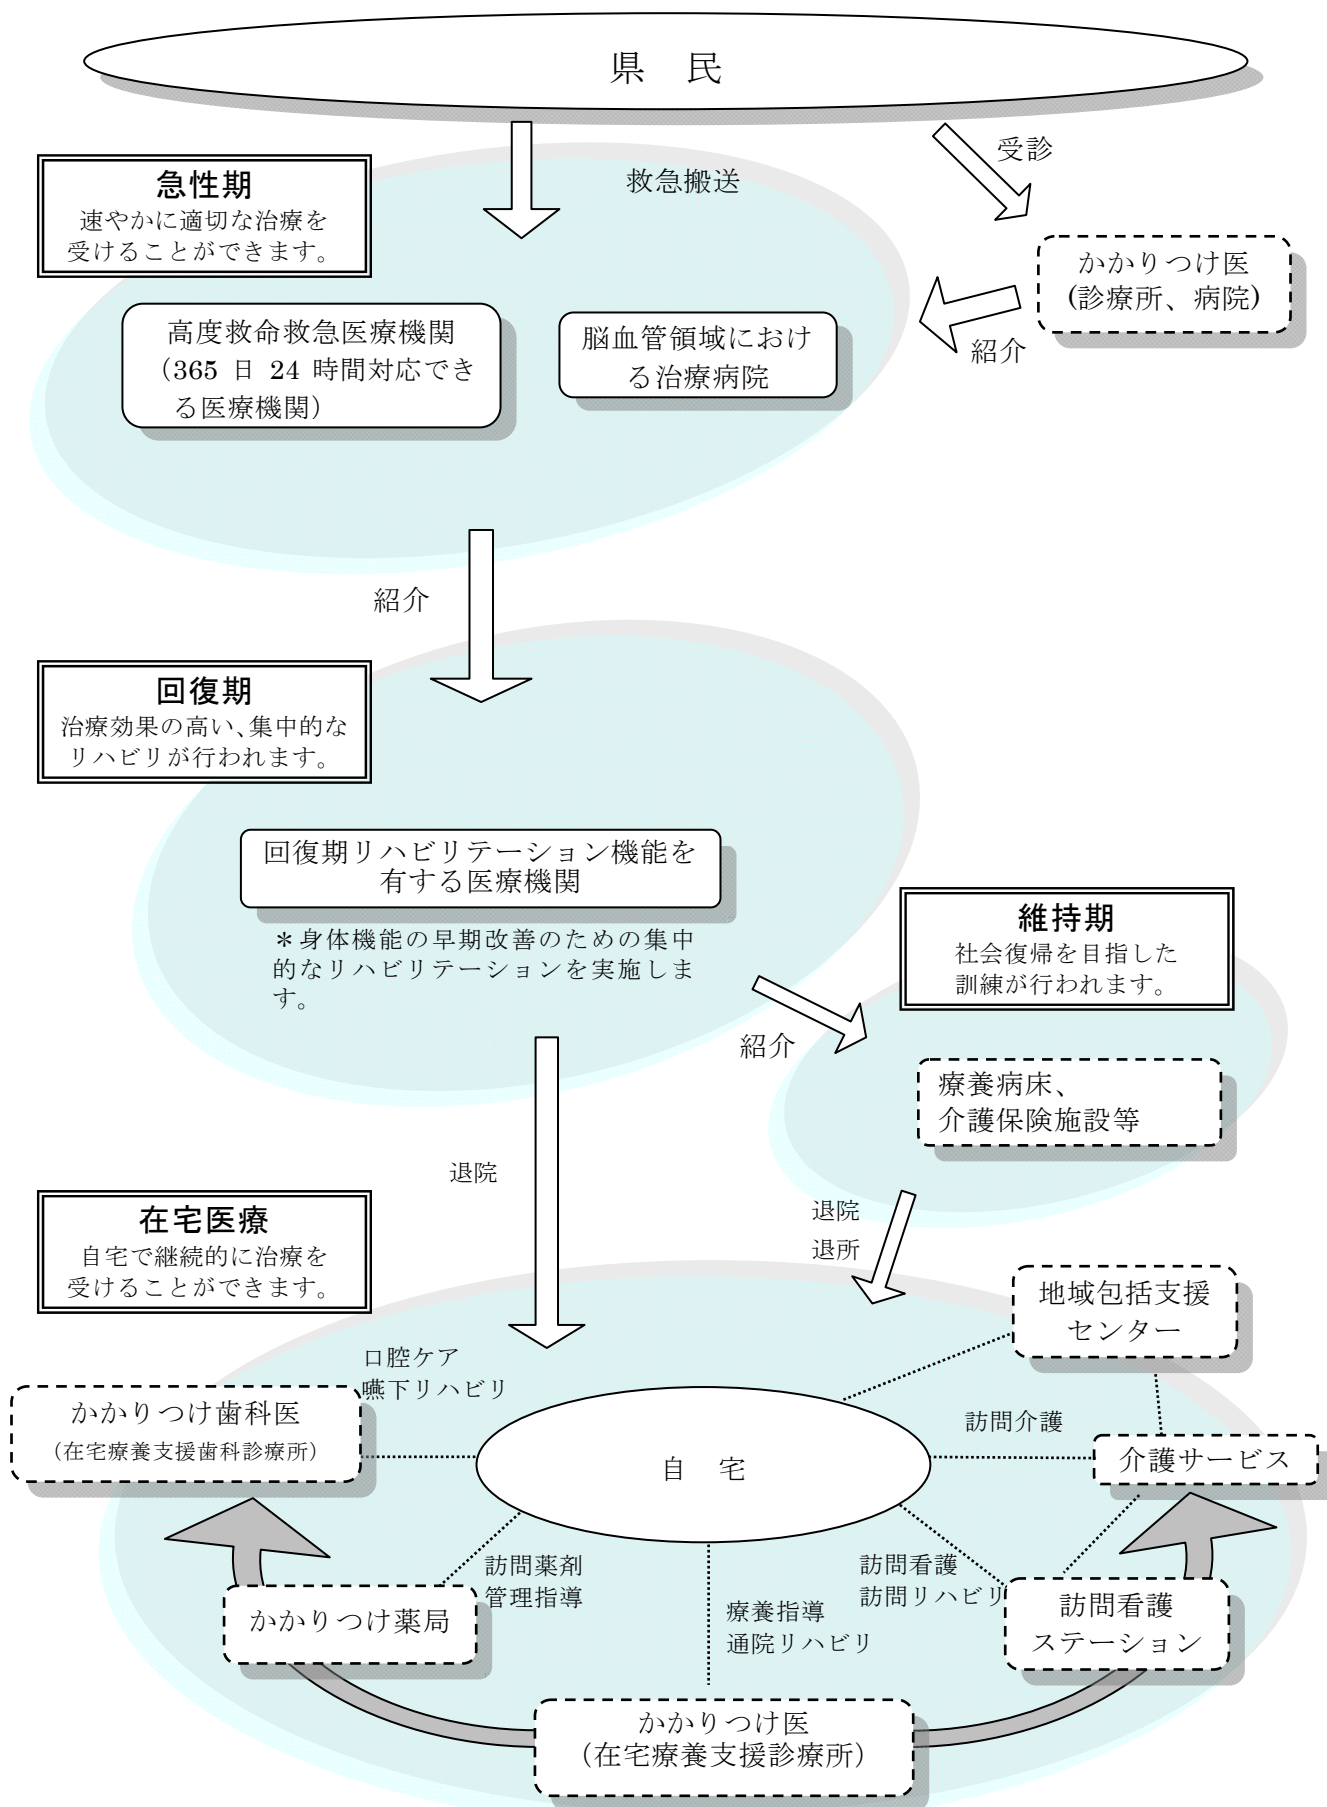 県　民
受診
救急搬送
急性期
速やかに適切な治療を
受けることができます。
かかりつけ医
(診療所、病院)
紹介
高度救命救急医療機関
（365 日 24 時間対応でき
る医療機関）
脳血管領域におけ
る治療病院
紹介
回復期
治療効果の高い、集中的な
リハビリが行われます。
回復期リハビリテーション機能を
有する医療機関
＊身体機能の早期改善のための集中
的なリハビリテーションを実施しま
す。
維持期
社会復帰を目指した
訓練が行われます。
紹介
療養病床、
介護保険施設等
退院
退院
退所
在宅医療
自宅で継続的に治療を
受けることができます。
地域包括支援
センター
口腔ケア
嚥下リハビリ
かかりつけ歯科医
（在宅療養支援歯科診療所）
訪問介護
介護サービス
自　宅
訪問薬剤
管理指導
訪問看護
訪問リハビリ
かかりつけ薬局
療養指導
通院リハビリ
訪問看護
ステーション
かかりつけ医
（在宅療養支援診療所）